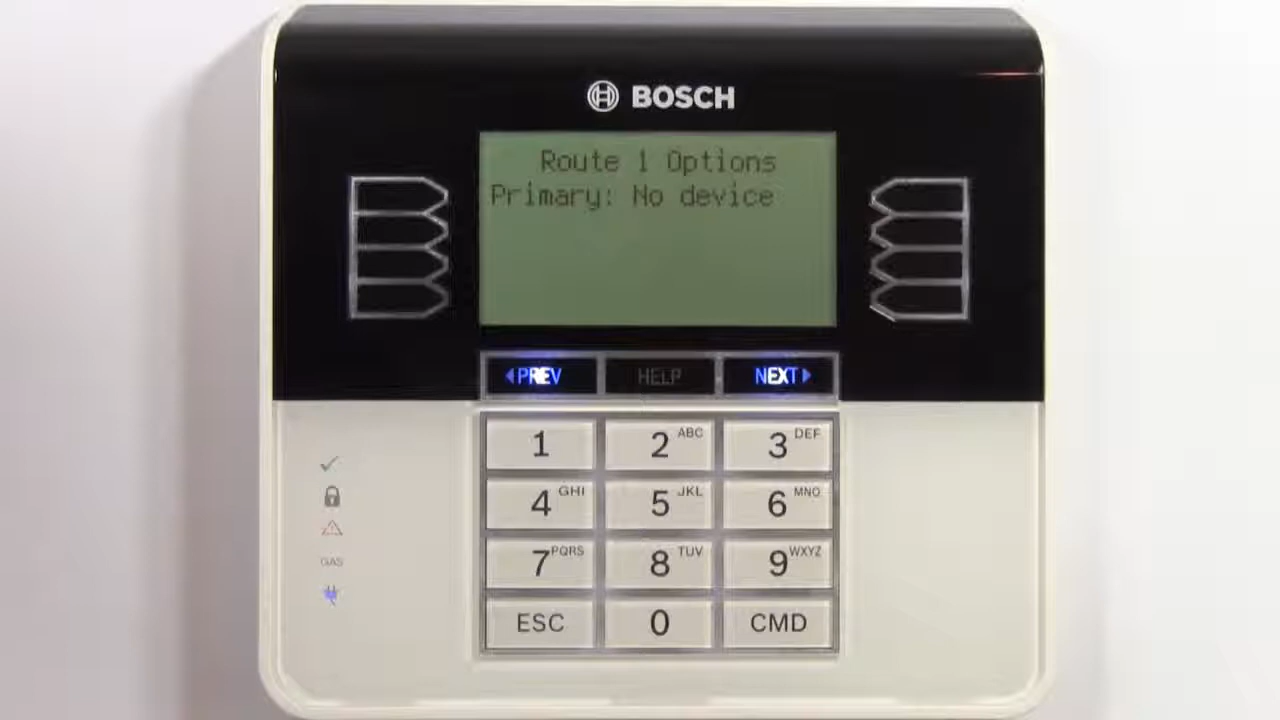 BOSCH
Route 1 Options
Primary: No device
PREV HELP NEXT
1 2 ABC 3 DEF
4 GHI 5 JKL 6 MNO
7 PQRS 8 TUV 9 WXYZ
ESC 0 CMD
GAS